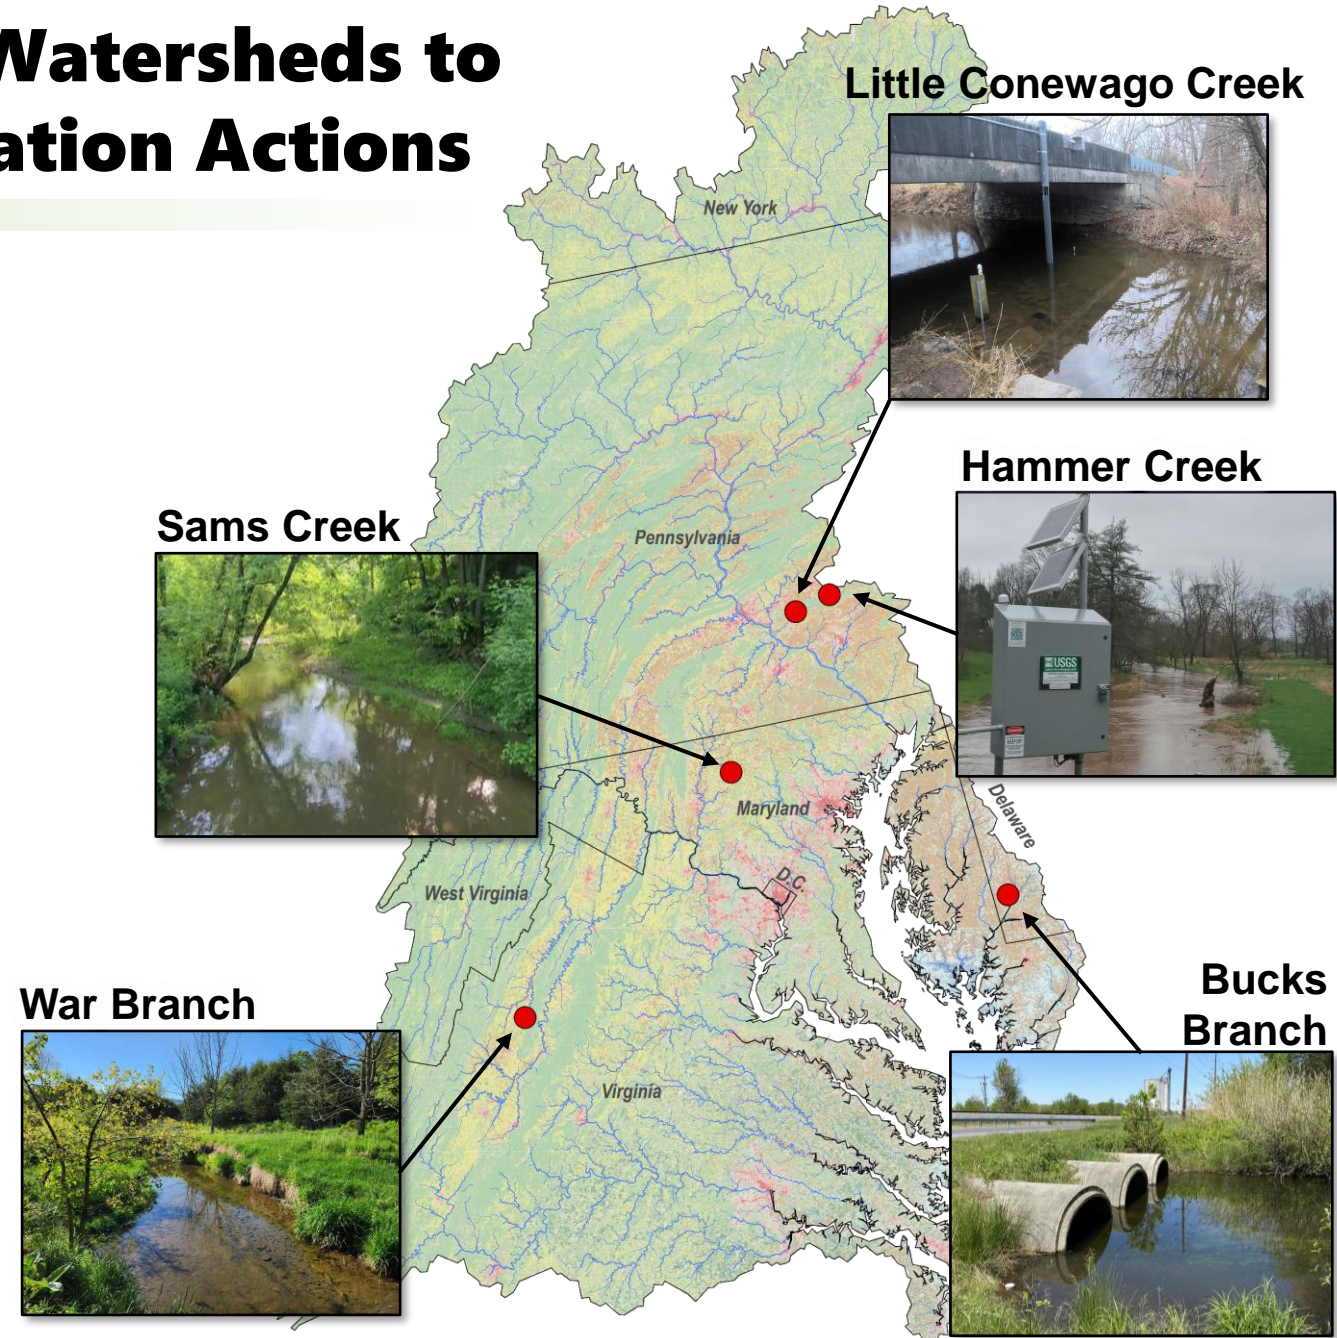 Watersheds to
ation Actions
Little Conewago Creek
New York
Hammer Creek
Sams Creek
Pennsylvania
USGS
Maryland
Delaware
D.C.
West Virginia
War Branch
Virginia
Bucks
Branch